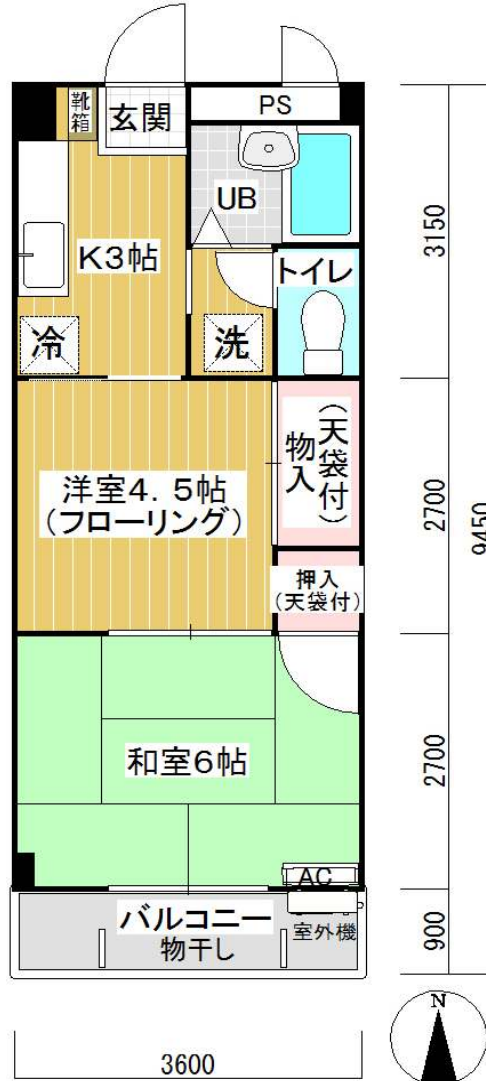 靴箱
玄関
PS
UB
K3帖
トイレ
冷
洗
3150
洋室4.5帖
(フローリング)
物入
(天袋付)
2700
9450
押入
(天袋付)
和室6帖
2700
AC
バルコニー
物干し
室外機
900
N
3600